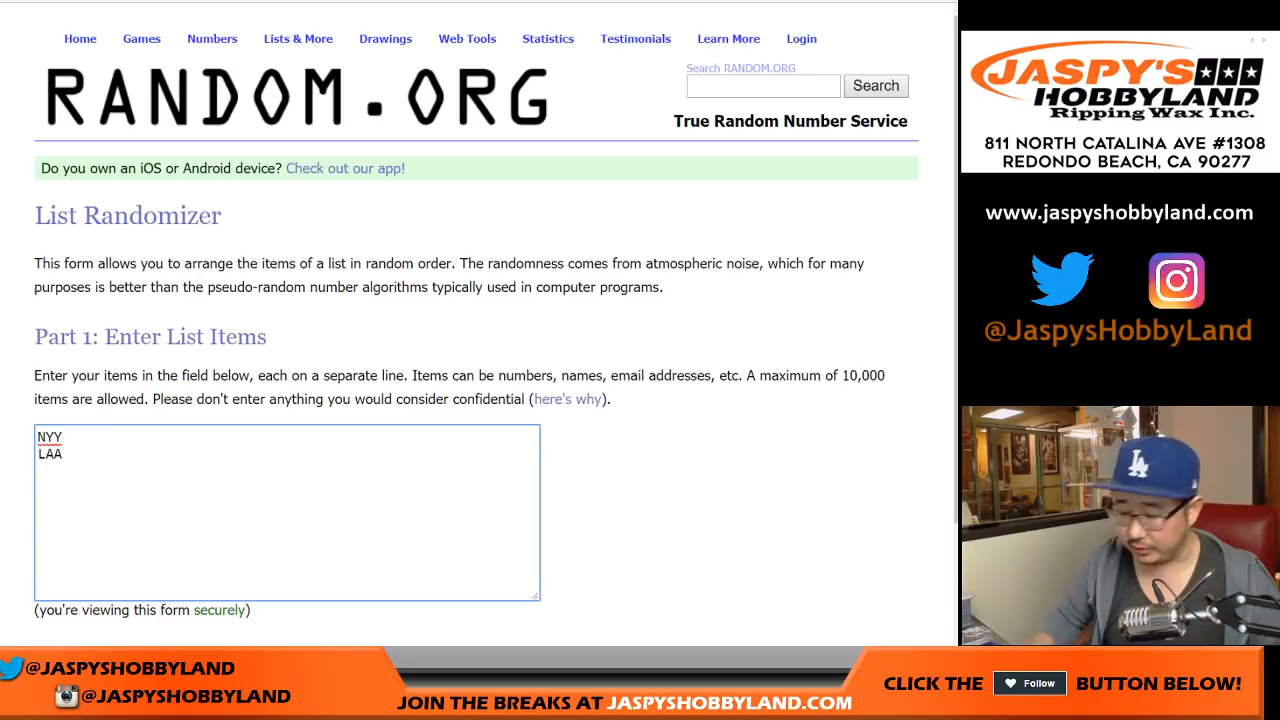 Home Games Numbers Lists & More Drawings Web Tools Statistics Testimonials Learn More Login
RANDOM.ORG
Search RANDOM.ORG
Search
True Random Number Service
Do you own an iOS or Android device? Check out our app!
List Randomizer
This form allows you to arrange the items of a list in random order. The randomness comes from atmospheric noise, which for many
purposes is better than the pseudo-random number algorithms typically used in computer programs.
Part 1: Enter List Items
Enter your items in the field below, each on a separate line. Items can be numbers, names, email addresses, etc. A maximum of 10,000
items are allowed. Please don't enter anything you would consider confidential (here's why).
NYY
LAA
(you're viewing this form securely)
JASPY'S
HOBBYLAND
Ripping Wax Inc.
811 NORTH CATALINA AVE #1308
REDONDO BEACH, CA 90277
www.jaspyshobbyland.com
@JaspysHobbyLand
LA
@JASPYSHOBBYLAND
@JASPYSHOBBYLAND
JOIN THE BREAKS AT JASPYSHOBBYLAND.COM
CLICK THE Follow BUTTON BELOW!